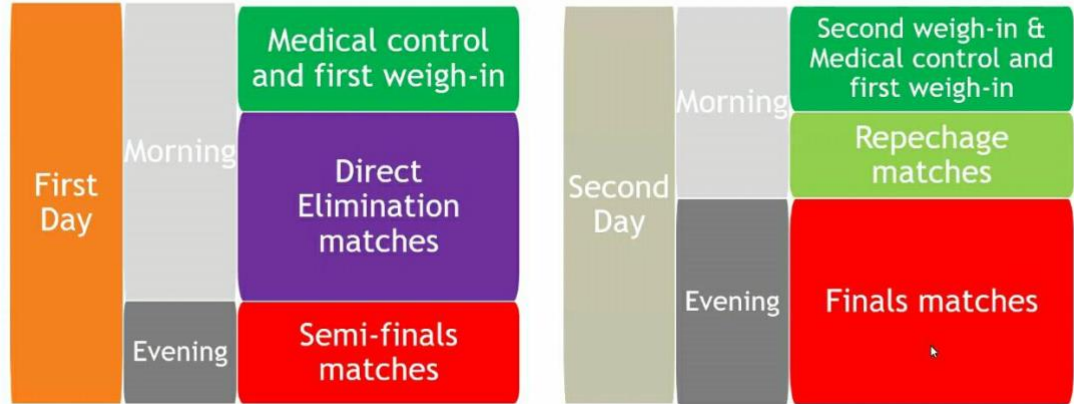 First
Day
Morning
Medical control
and first weigh-in
Direct
Elimination
matches
Evening
Semi-finals
matches
Second
Day
Morning
Second weigh-in &
Medical control and
first weigh-in
Repechage
matches
Evening
Finals matches